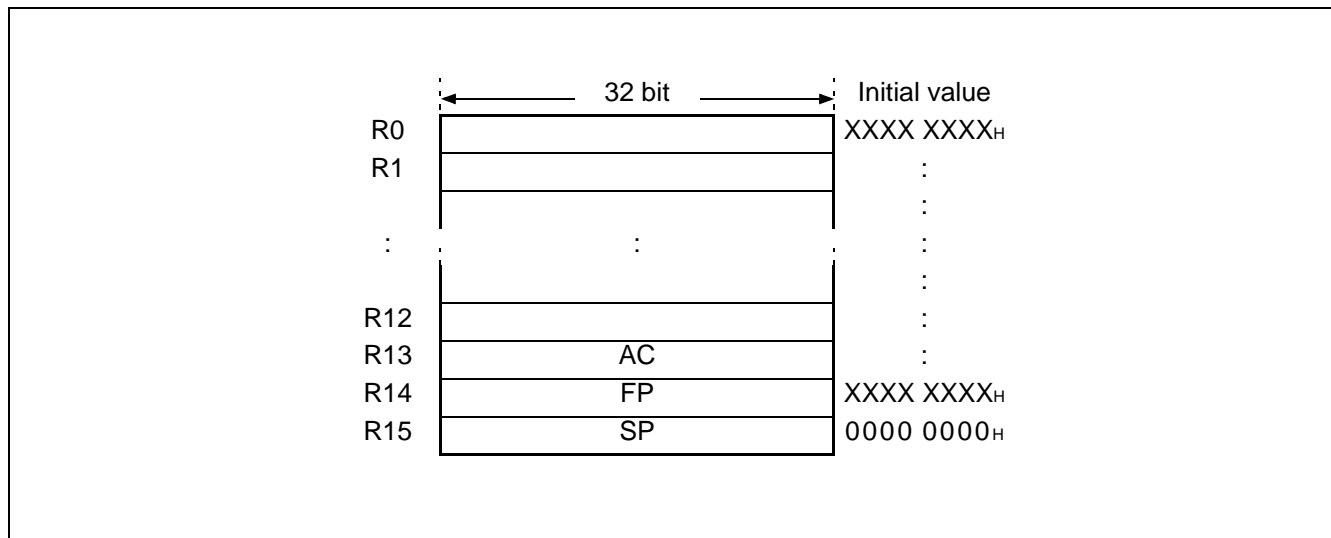 32 bit Initial value
R0 XXXX XXXXH
R1 :
:
: : :
:
R12 :
R13 AC :
R14 FP XXXX XXXXH
R15 SP 0000 0000H